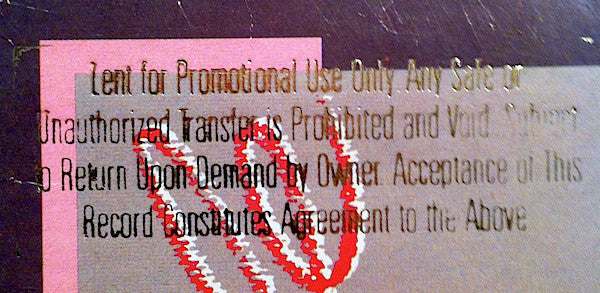 Lent for Promotional Use Only. Any Sale or
Unauthorized Transfer is Prohibited and Void. Subject
to Return Upon Demand by Owner. Acceptance of This
Record Constitutes Agreement to the Above